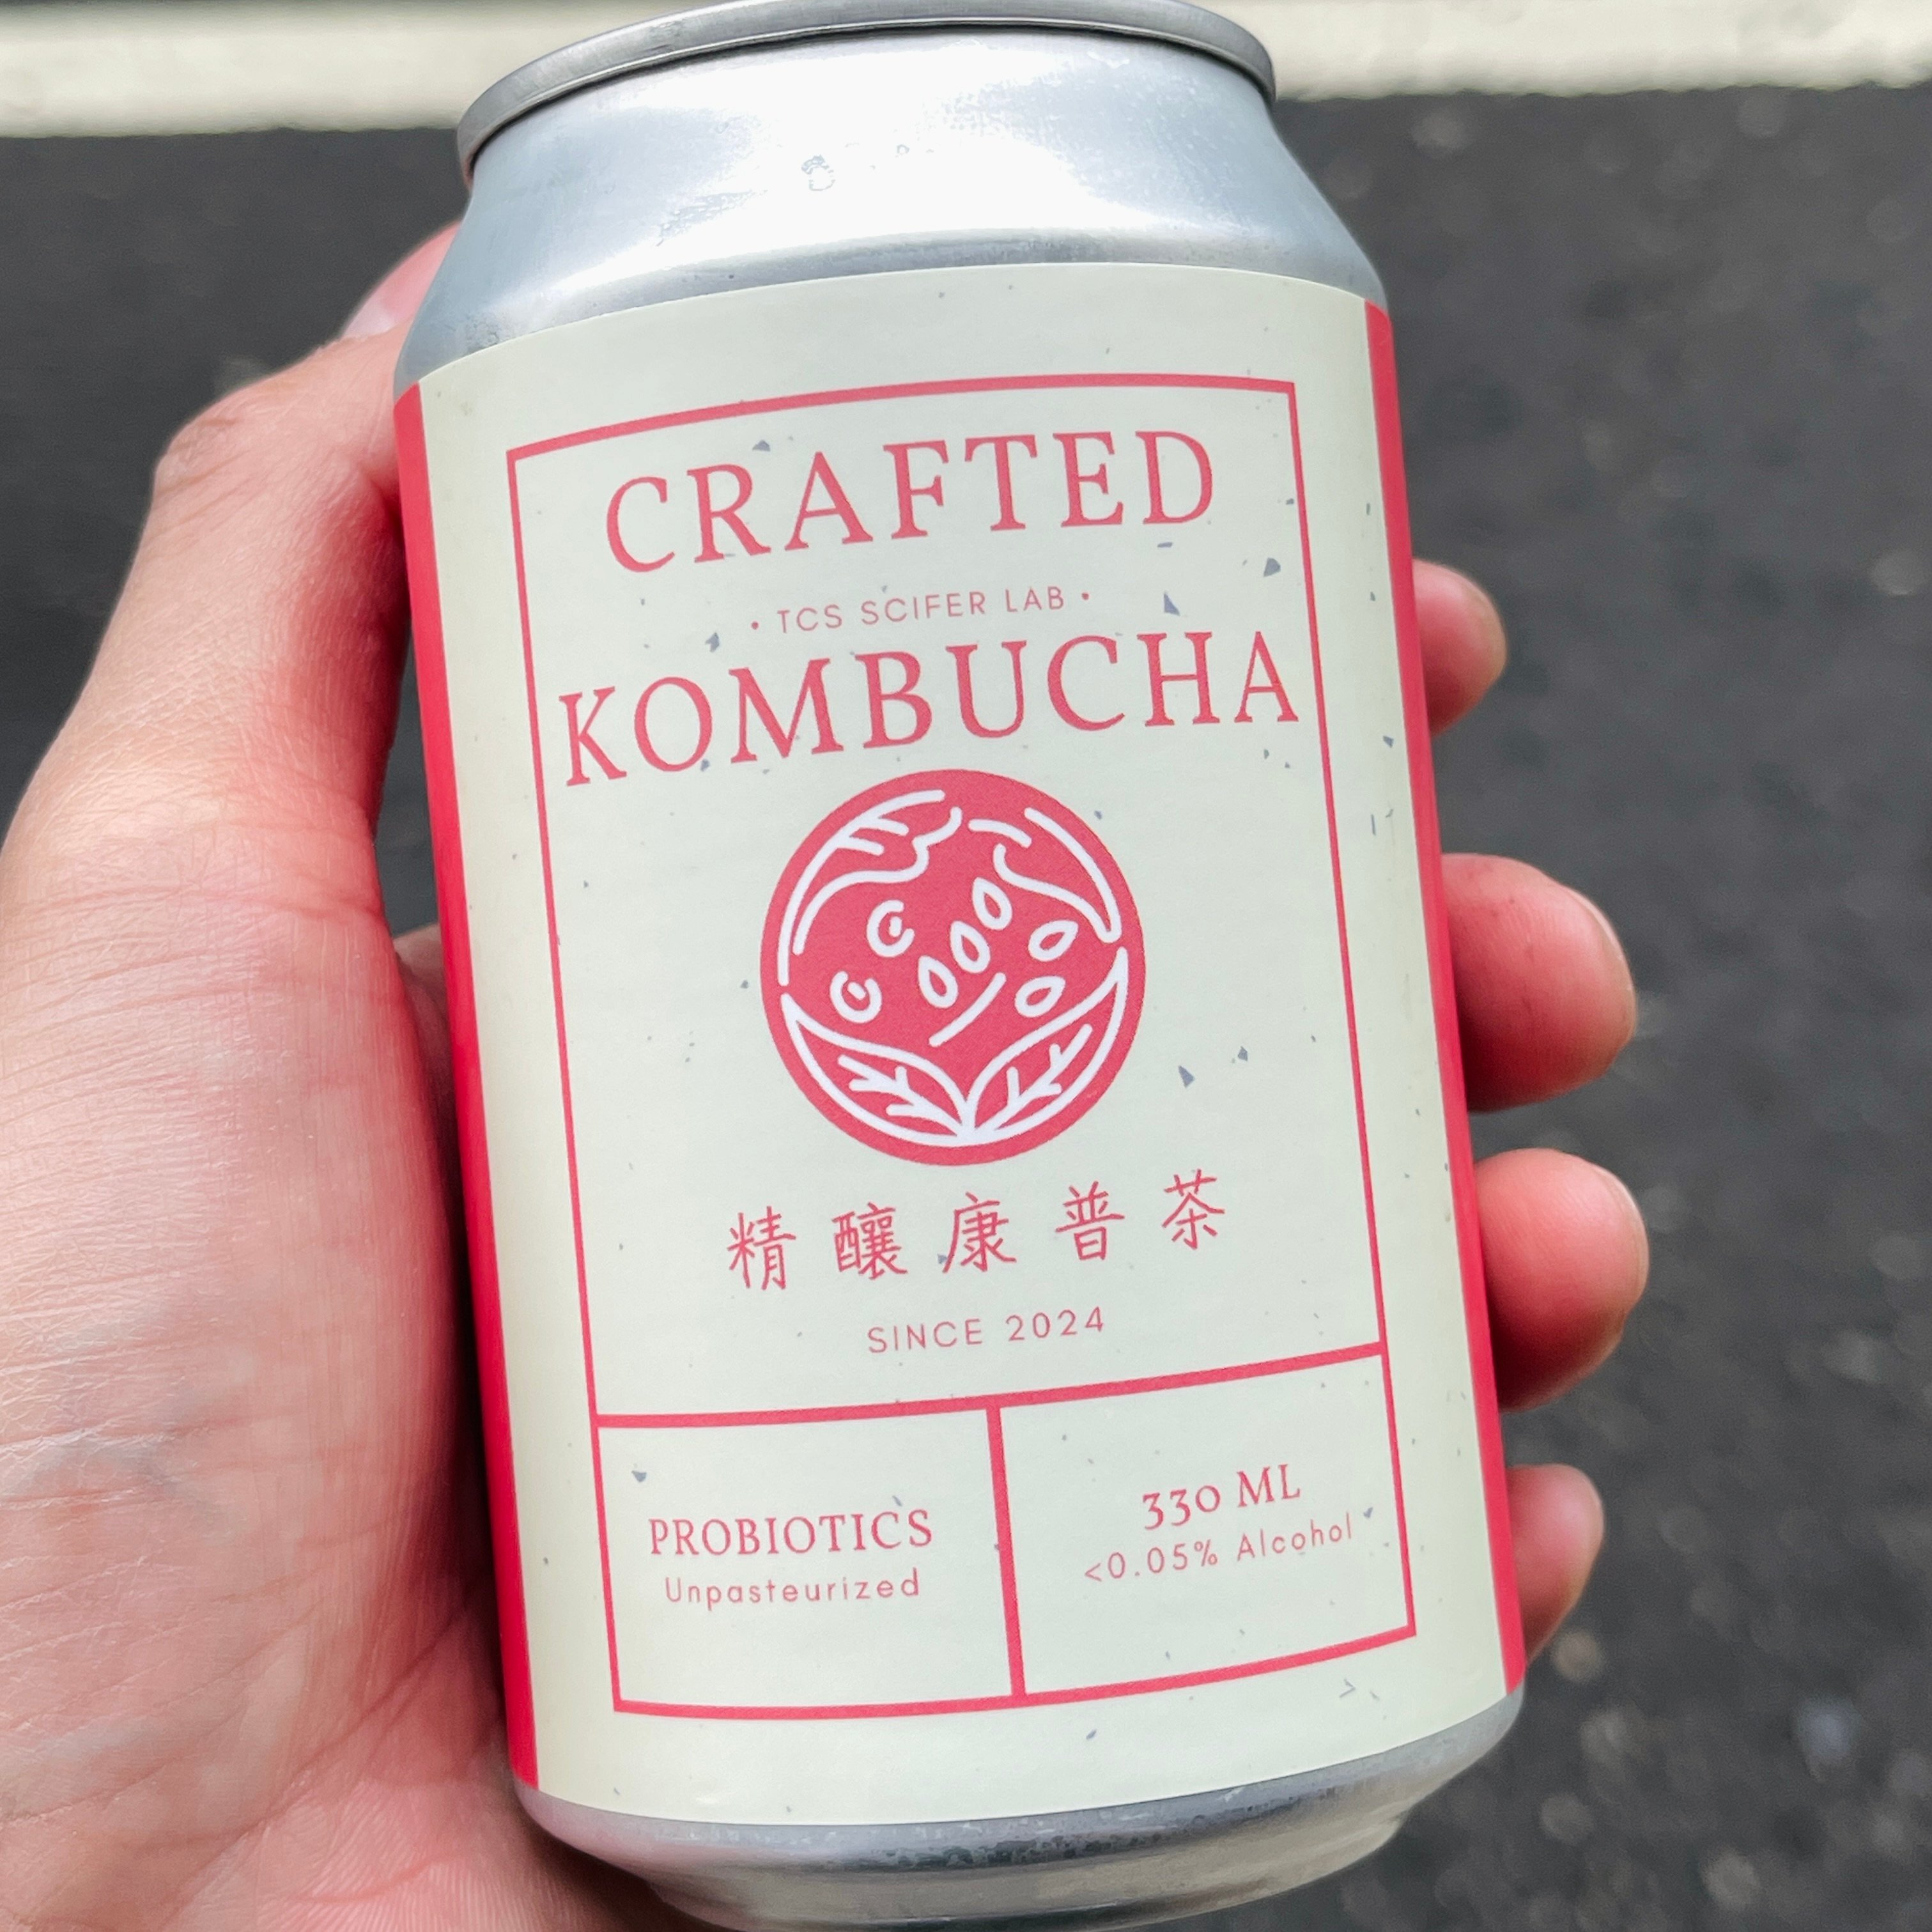 CRAFTED
• TCS SCIFER LAB •
KOMBUCHA
精釀康普茶
SINCE 2024
PROBIOTICS
Unpasteurized
330 ML
<0.05% Alcohol